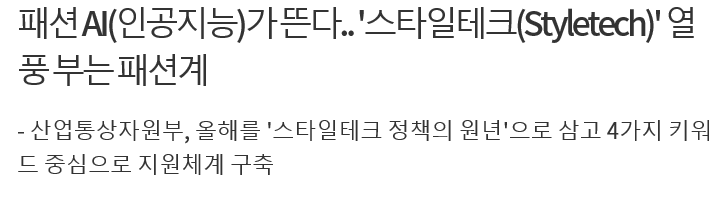 패션 AI(인공지능)가 뜬다.. '스타일테크(Styletech)' 열
풍 부는 패션계
- 산업통상자원부, 올해를 '스타일테크 정책의 원년'으로 삼고 4가지 키워
드 중심으로 지원체계 구축